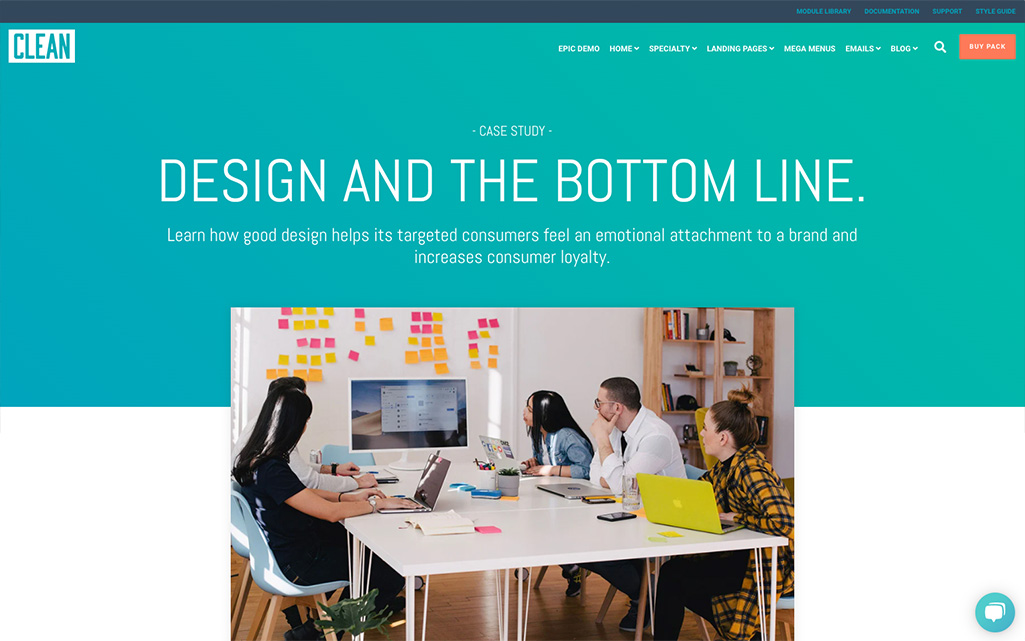 MODULE LIBRARY DOCUMENTATION SUPPORT STYLE GUIDE
CLEAN
EPIC DEMO HOME SPECIALTY LANDING PAGES MEGA MENUS EMAILS BLOG BUY PACK
- CASE STUDY -
DESIGN AND THE BOTTOM LINE.
Learn how good design helps its targeted consumers feel an emotional attachment to a brand and
increases consumer loyalty.